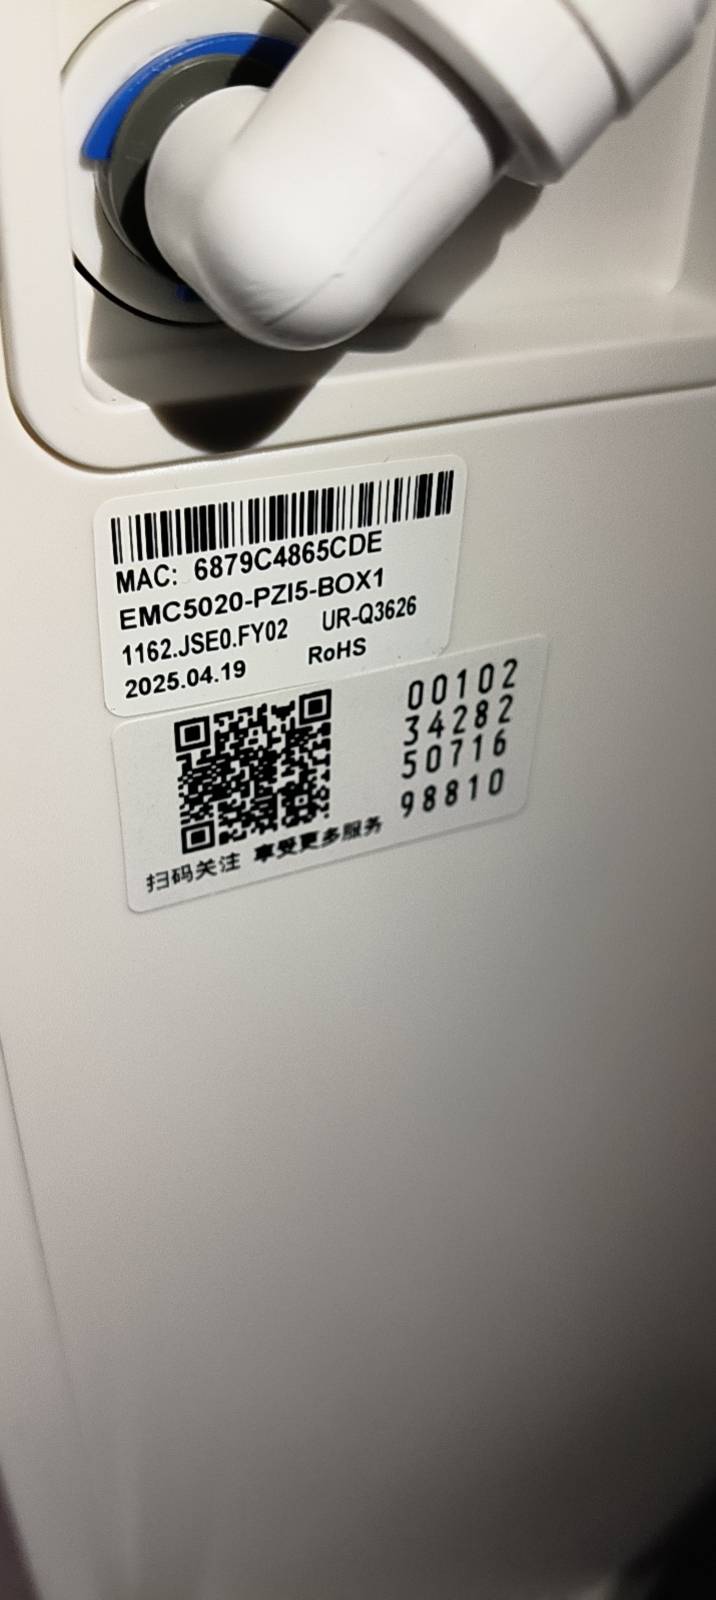 MAC: 6879C4865CDE
EMC5020-PZI5-BOX1
1162.JSE0.FY02 UR-Q3626
2025.04.19 RoHS
00102
34282
50716
98810
扫码关注 享受更多服务